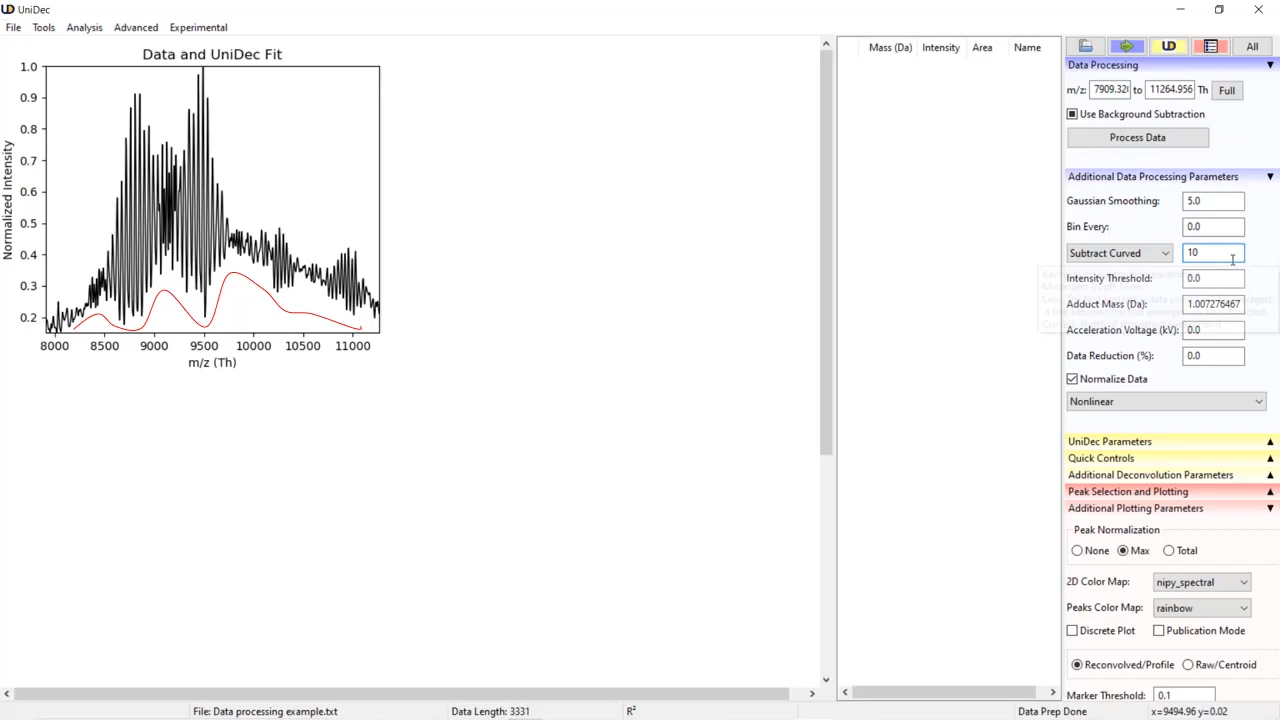 UniDec
File Tools Analysis Advanced Experimental
Data and UniDec Fit
1.0
0.9
0.8
0.7
0.6
0.5
0.4
0.3
0.2
Normalized Intensity
8000 8500 9000 9500 10000 10500 11000
m/z (Th)
Mass (Da) Intensity Area Name
UD All
Data Processing
m/z: 7909.320 to 11264.956 Th Full
Use Background Subtraction
Process Data
Additional Data Processing Parameters
Gaussian Smoothing: 5.0
Bin Every: 0.0
Subtract Curved 10
Intensity Threshold: 0.0
Adduct Mass (Da): 1.007276467
Acceleration Voltage (kV): 0.0
Data Reduction (%): 0.0
Normalize Data
Nonlinear
UniDec Parameters
Quick Controls
Additional Deconvolution Parameters
Peak Selection and Plotting
Additional Plotting Parameters
Peak Normalization
None Max Total
2D Color Map: nipy_spectral
Peaks Color Map: rainbow
Discrete Plot Publication Mode
Reconvolved/Profile Raw/Centroid
Marker Threshold: 0.1
File: Data processing example.txt Data Length: 3331 R² Data Prep Done x=9494.96 y=0.02